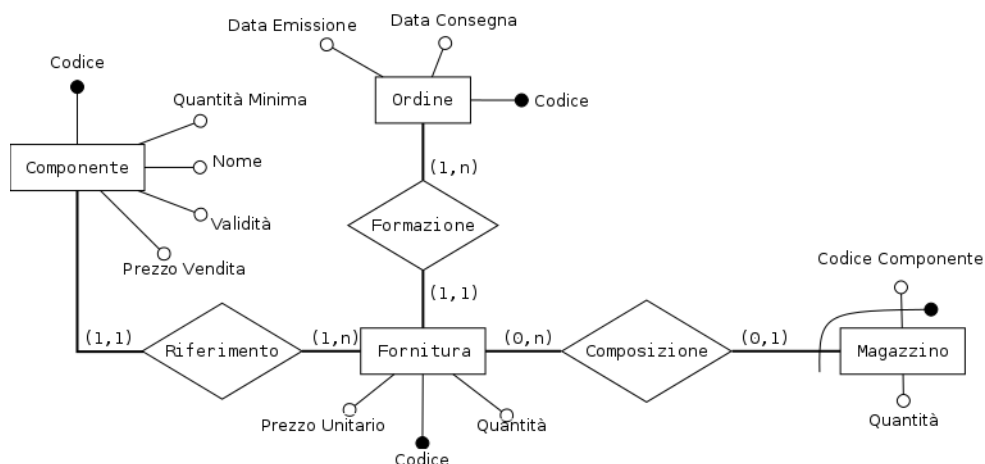 Data Consegna
Data Emissione
Codice
Quantità Minima
Ordine
Codice
Componente
Nome
(1,n)
Validità
Formazione
Prezzo Vendita
Codice Componente
(1,1)
(1,1)
(1,n)
(0,n)
(0,1)
Riferimento
Fornitura
Composizione
Magazzino
Prezzo Unitario
Quantità
Quantità
Codice